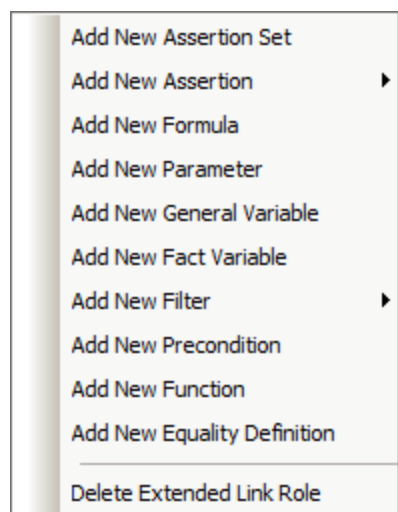 Add New Assertion Set
Add New Assertion
Add New Formula
Add New Parameter
Add New General Variable
Add New Fact Variable
Add New Filter
Add New Precondition
Add New Function
Add New Equality Definition
Delete Extended Link Role